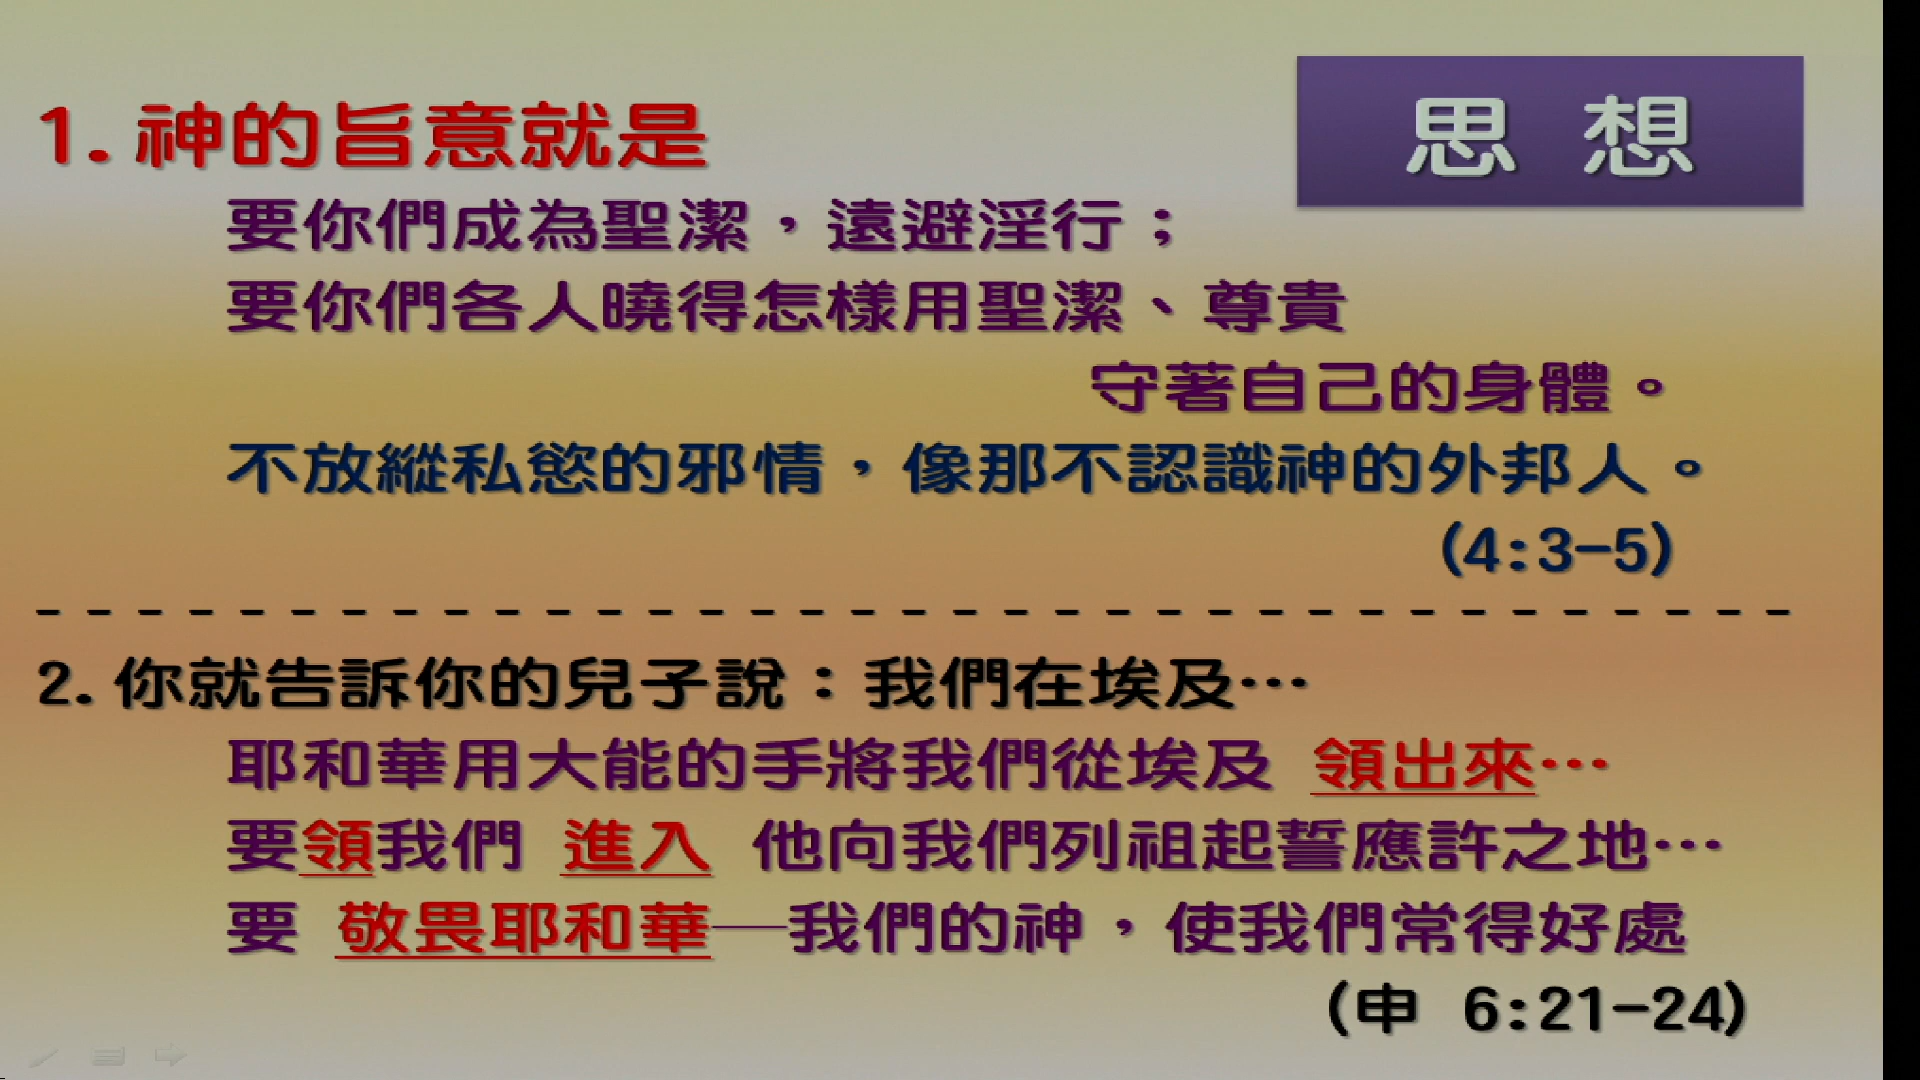 思 想
1. 神的旨意就是
要你們成為聖潔，遠避淫行；
要你們各人曉得怎樣用聖潔、尊貴
守著自己的身體。
不放縱私慾的邪情，像那不認識神的外邦人。
(4:3-5)
2. 你就告訴你的兒子說：我們在埃及…
耶和華用大能的手將我們從埃及 領出來…
要領我們 進入 他向我們列祖起誓應許之地…
要 敬畏耶和華──我們的神，使我們常得好處
(申 6:21-24)